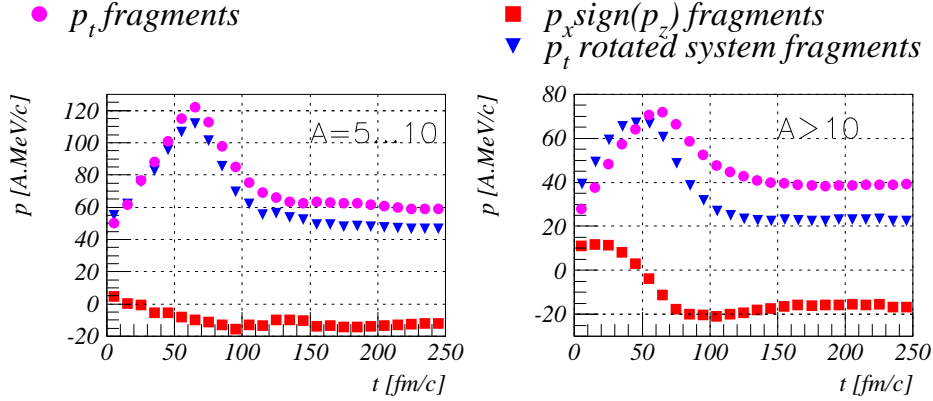 p_t fragments
p_x sign(p_z) fragments
p_t rotated system fragments
p [A.MeV/c]
120
100
80
60
40
20
0
-20
A=5...10
0 50 100 150 200 250
t [fm/c]
p [A.MeV/c]
80
60
40
20
0
-20
A>10
0 50 100 150 200 250
t [fm/c]